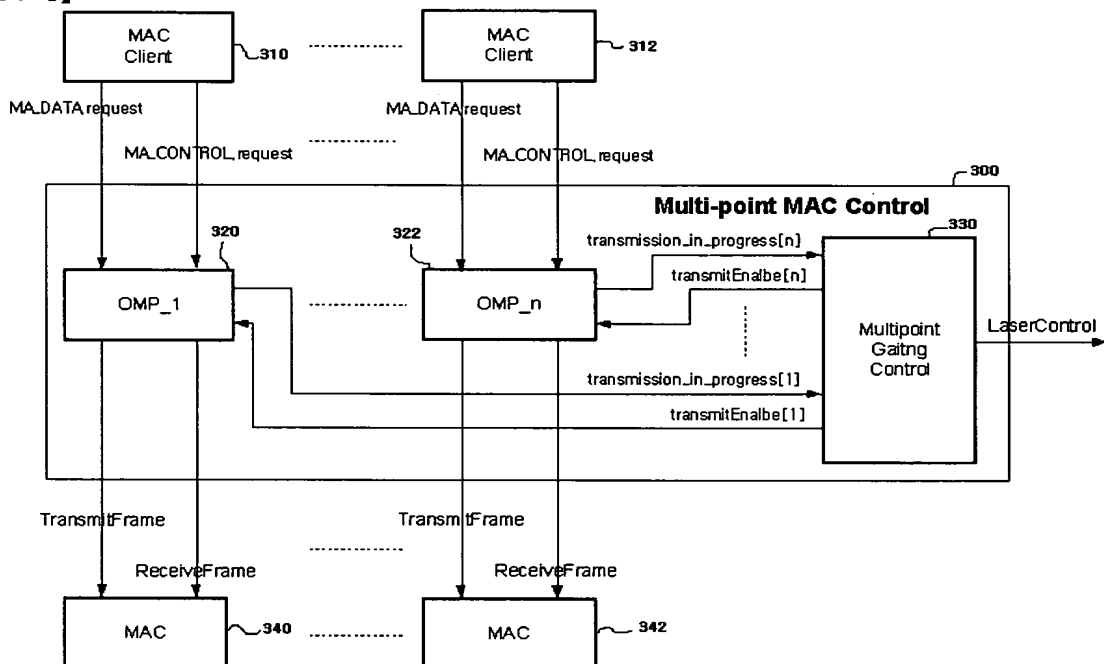 MAC
Client
310
MAC
Client
312
MA_DATA.request
MA_DATA.request
MA_CONTROL.request
MA_CONTROL.request
300
Multi-point MAC Control
320
322
330
transmission_in_progress[n]
transmitEnalbe[n]
OMP_1
OMP_n
Multipoint
Gaitng
Control
LaserControl
transmission_in_progress[1]
transmitEnalbe[1]
TransmitFrame
TransmitFrame
ReceiveFrame
ReceiveFrame
MAC
340
MAC
342